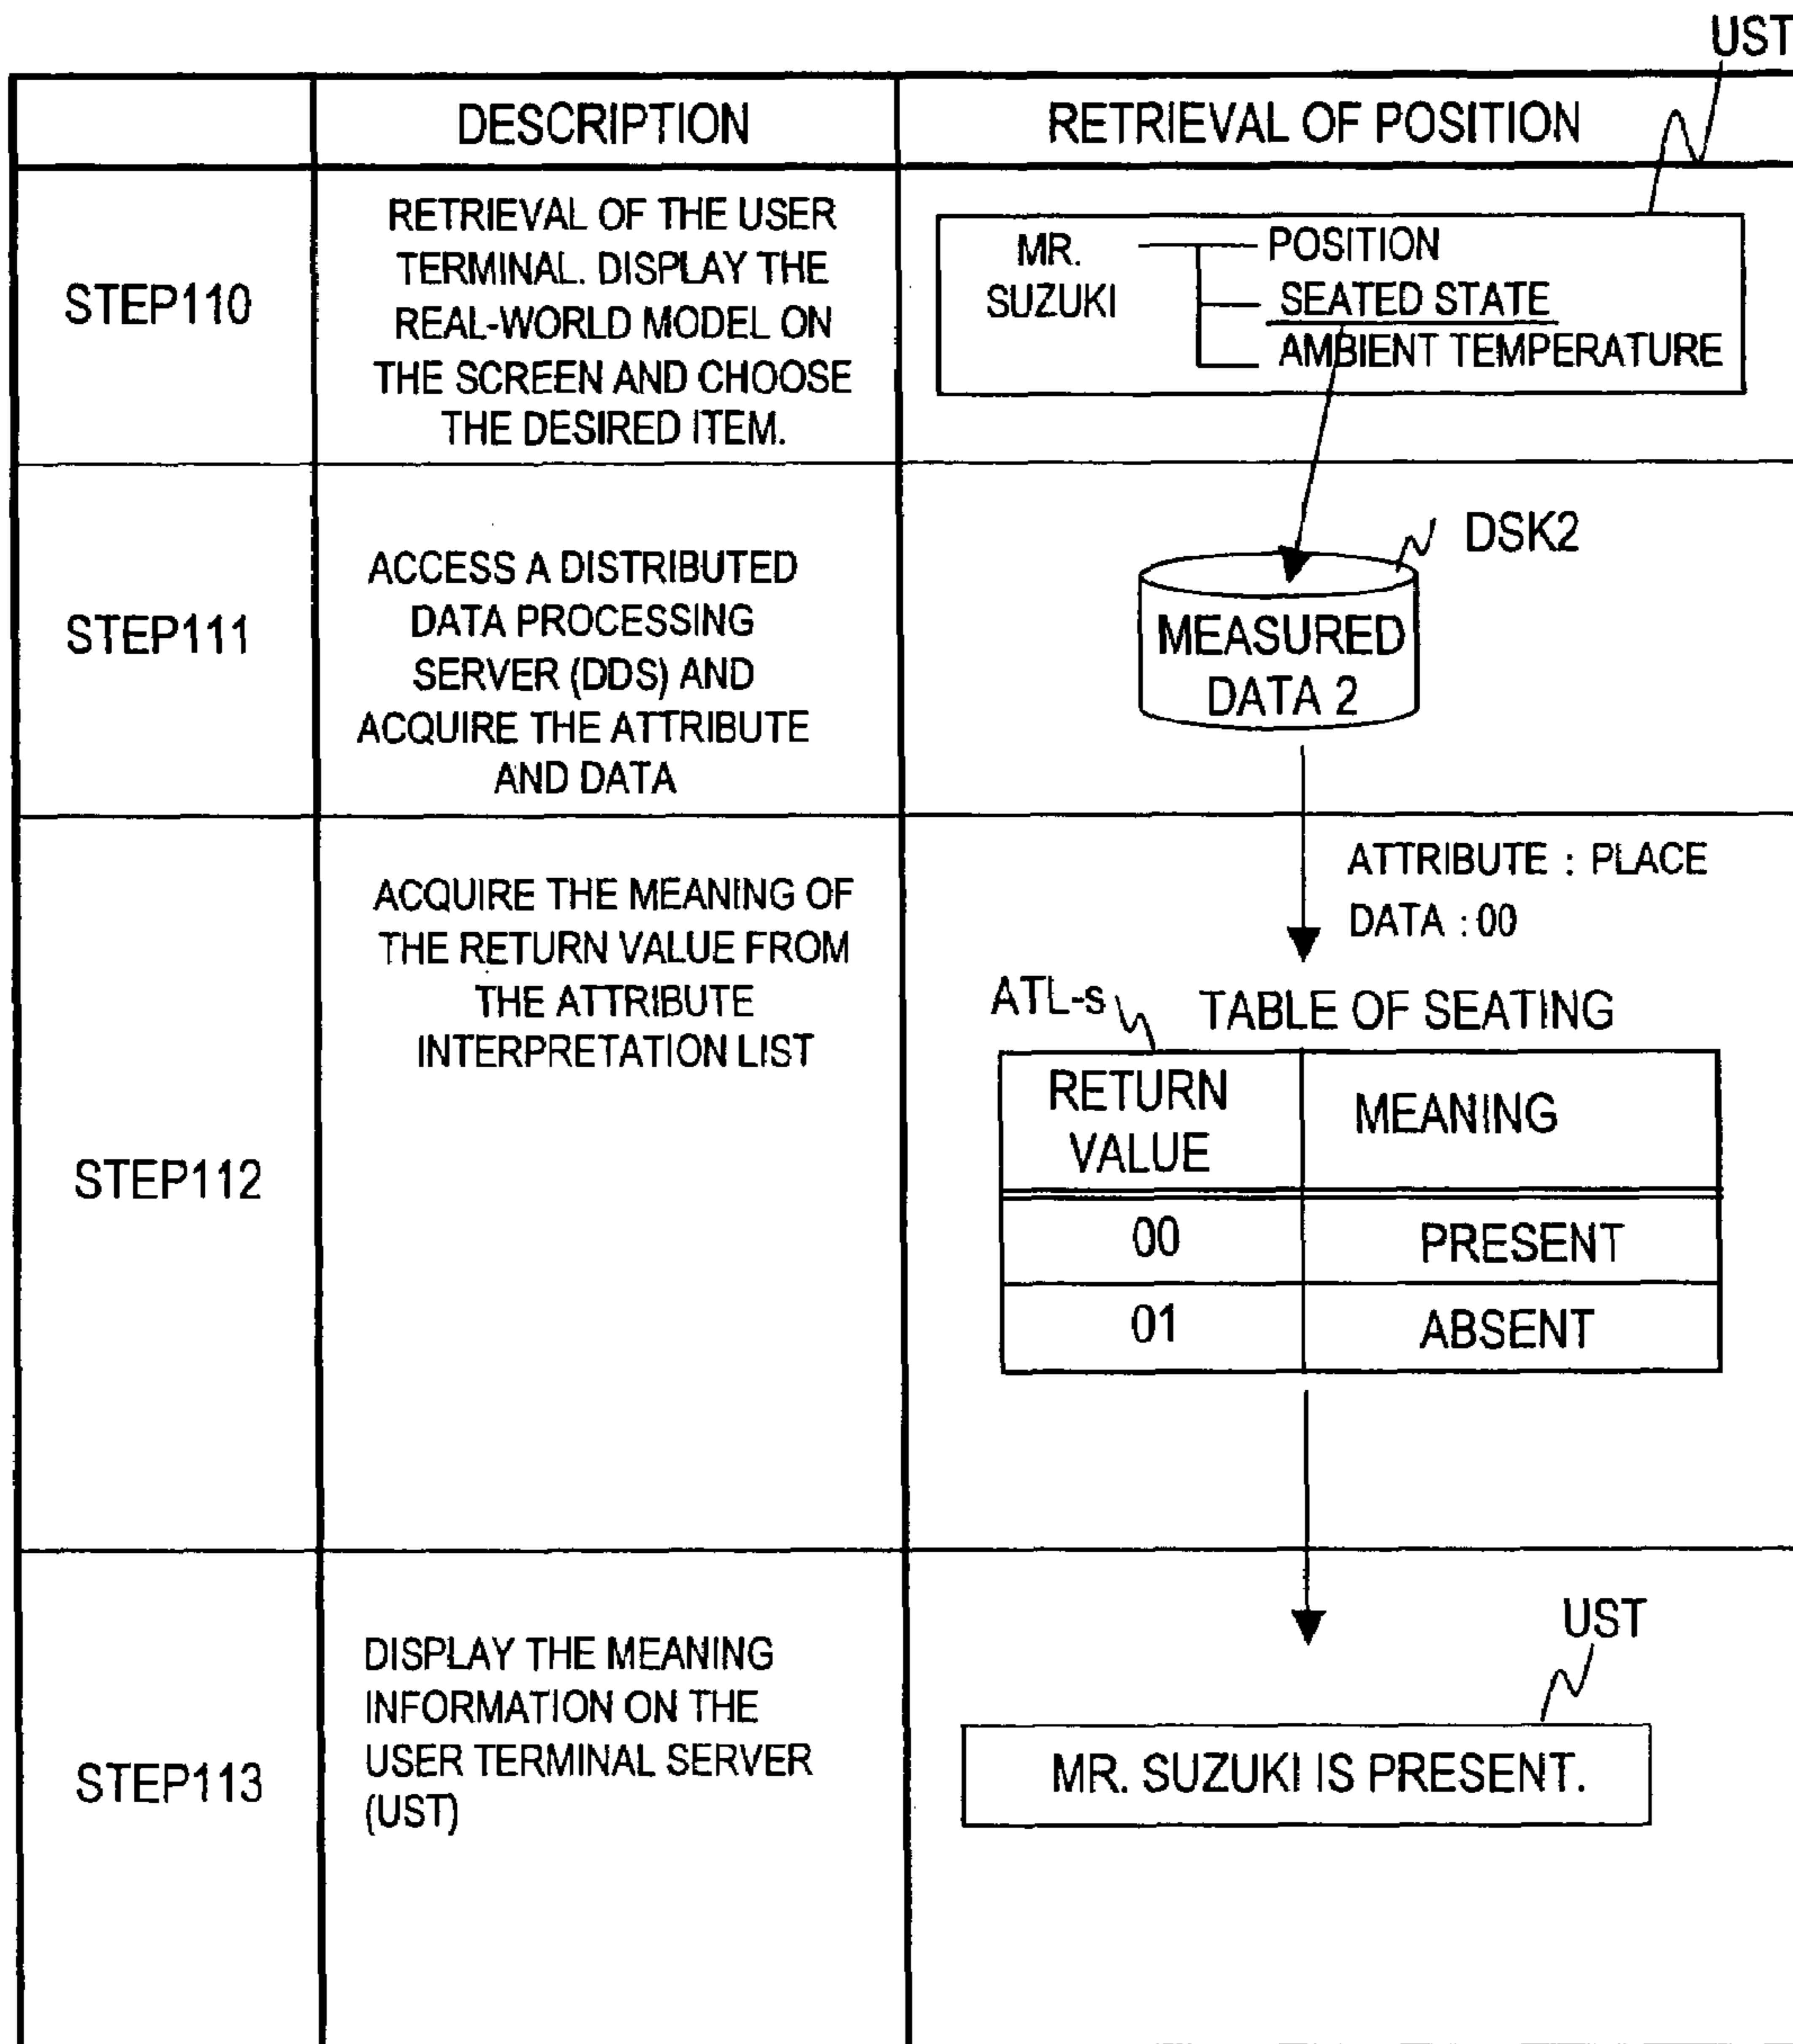 UST
DESCRIPTION
RETRIEVAL OF POSITION
STEP110
RETRIEVAL OF THE USER
TERMINAL. DISPLAY THE
REAL-WORLD MODEL ON
THE SCREEN AND CHOOSE
THE DESIRED ITEM.
MR.
SUZUKI
POSITION
SEATED STATE
AMBIENT TEMPERATURE
STEP111
ACCESS A DISTRIBUTED
DATA PROCESSING
SERVER (DDS) AND
ACQUIRE THE ATTRIBUTE
AND DATA
DSK2
MEASURED
DATA 2
STEP112
ACQUIRE THE MEANING OF
THE RETURN VALUE FROM
THE ATTRIBUTE
INTERPRETATION LIST
ATTRIBUTE : PLACE
DATA : 00
ATL-s
TABLE OF SEATING
RETURN
VALUE
MEANING
00
PRESENT
01
ABSENT
STEP113
DISPLAY THE MEANING
INFORMATION ON THE
USER TERMINAL SERVER
(UST)
UST
MR. SUZUKI IS PRESENT.